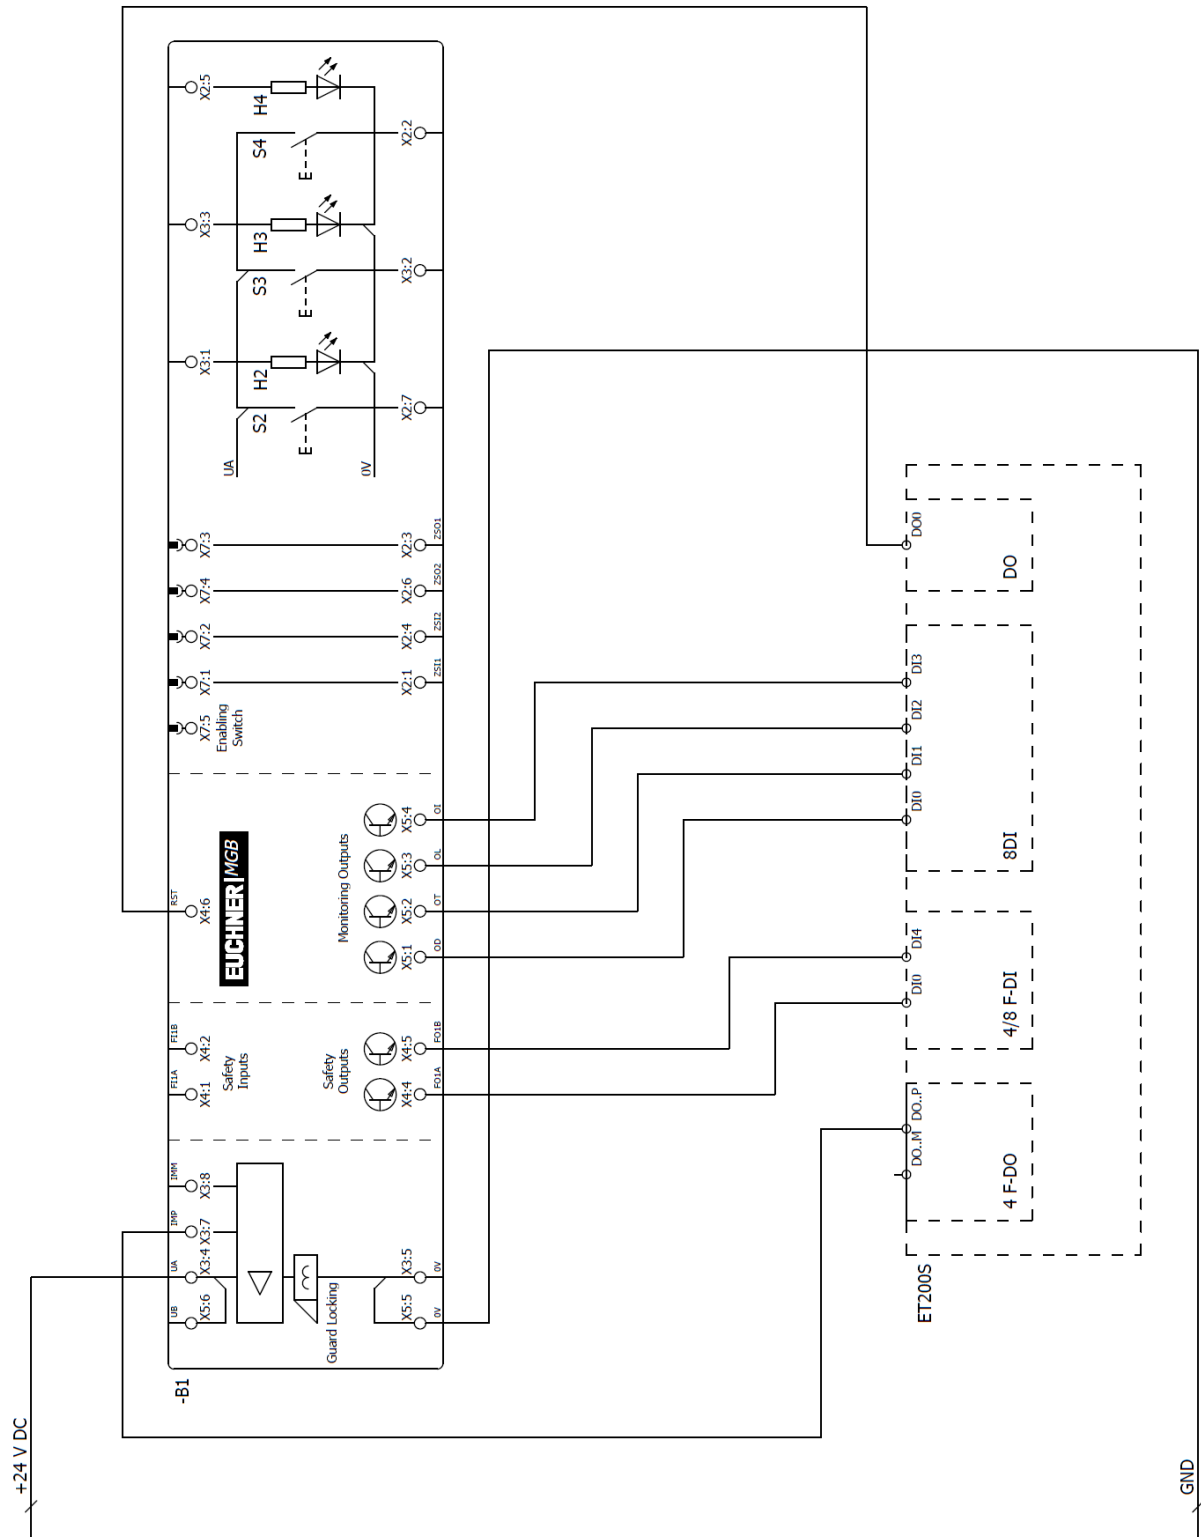 +24 V DC
GND
-B1
UB
X5:6
UA
X3:4
IMP
X3:7
IMM
X3:8
Guard Locking
X5:5
0V
X3:5
0V
FI1A
X4:1
FI1B
X4:2
Safety
Inputs
Safety
Outputs
X4:4
FO1A
X4:5
FO1B
RST
X4:6
EUCHNER MGB
Monitoring Outputs
X5:1
OD
X5:2
OT
X5:3
OL
X5:4
OI
X7:5
X7:1
X7:2
X7:4
X7:3
Enabling
Switch
X2:1
ZSI1
X2:4
ZSI2
X2:6
ZSO2
X2:3
ZSO1
UA
0V
X3:1
X3:3
X2:5
S2
H2
S3
H3
S4
H4
X2:7
X3:2
X2:2
ET200S
DO..M
DO..P
4 F-DO
DI0
DI4
4/8 F-DI
DI0
DI1
DI2
DI3
8DI
DO0
DO